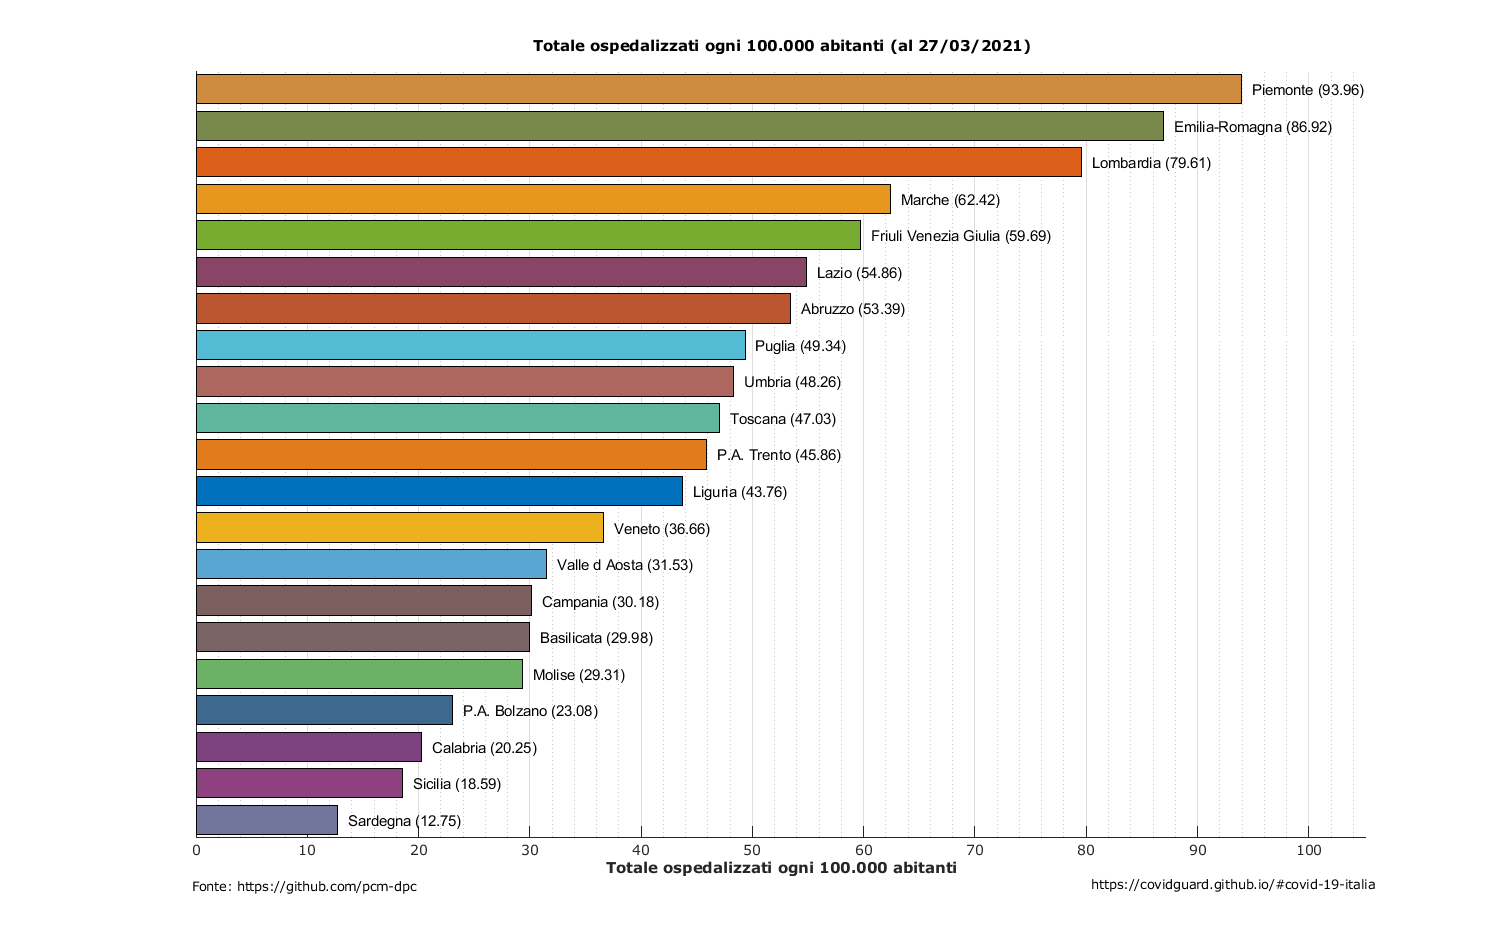 Totale ospedalizzati ogni 100.000 abitanti (al 27/03/2021)
Piemonte (93.96)
Emilia-Romagna (86.92)
Lombardia (79.61)
Marche (62.42)
Friuli Venezia Giulia (59.69)
Lazio (54.86)
Abruzzo (53.39)
Puglia (49.34)
Umbria (48.26)
Toscana (47.03)
P.A. Trento (45.86)
Liguria (43.76)
Veneto (36.66)
Valle d Aosta (31.53)
Campania (30.18)
Basilicata (29.98)
Molise (29.31)
P.A. Bolzano (23.08)
Calabria (20.25)
Sicilia (18.59)
Sardegna (12.75)
0 10 20 30 40 50 60 70 80 90 100
Totale ospedalizzati ogni 100.000 abitanti
Fonte: https://github.com/pcm-dpc
https://covidguard.github.io/#covid-19-italia